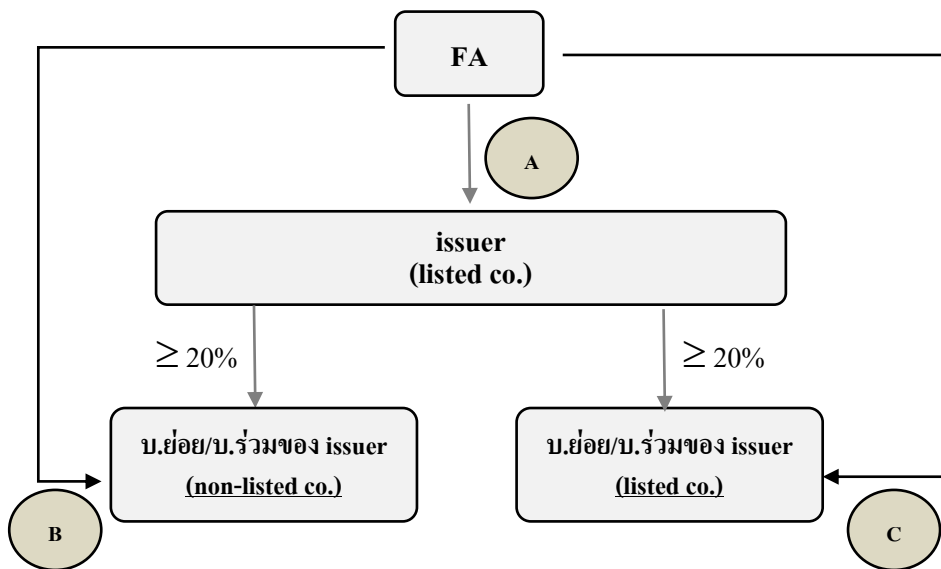 FA
A
issuer
(listed co.)
≥ 20%
≥ 20%
บ.ย่อย/บ.ร่วมของ issuer
(non-listed co.)
บ.ย่อย/บ.ร่วมของ issuer
(listed co.)
B
C